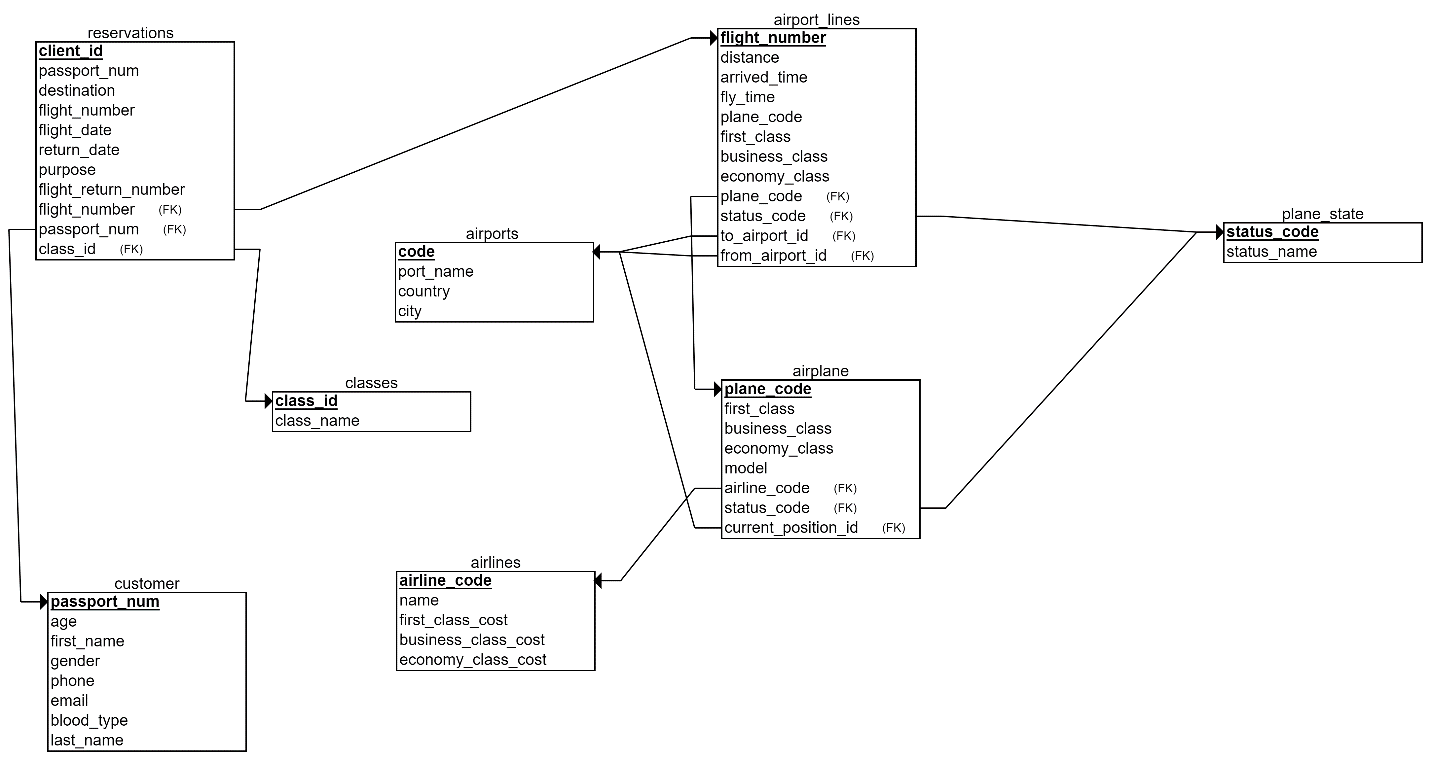 reservations
client_id
passport_num
destination
flight_number
flight_date
return_date
purpose
flight_return_number
flight_number (FK)
passport_num (FK)
class_id (FK)
airport_lines
flight_number
distance
arrived_time
fly_time
plane_code
first_class
business_class
economy_class
plane_code (FK)
status_code (FK)
to_airport_id (FK)
from_airport_id (FK)
plane_state
status_code
status_name
airports
code
port_name
country
city
classes
class_id
class_name
airplane
plane_code
first_class
business_class
economy_class
model
airline_code (FK)
status_code (FK)
current_position_id (FK)
airlines
airline_code
name
first_class_cost
business_class_cost
economy_class_cost
customer
passport_num
age
first_name
gender
phone
email
blood_type
last_name